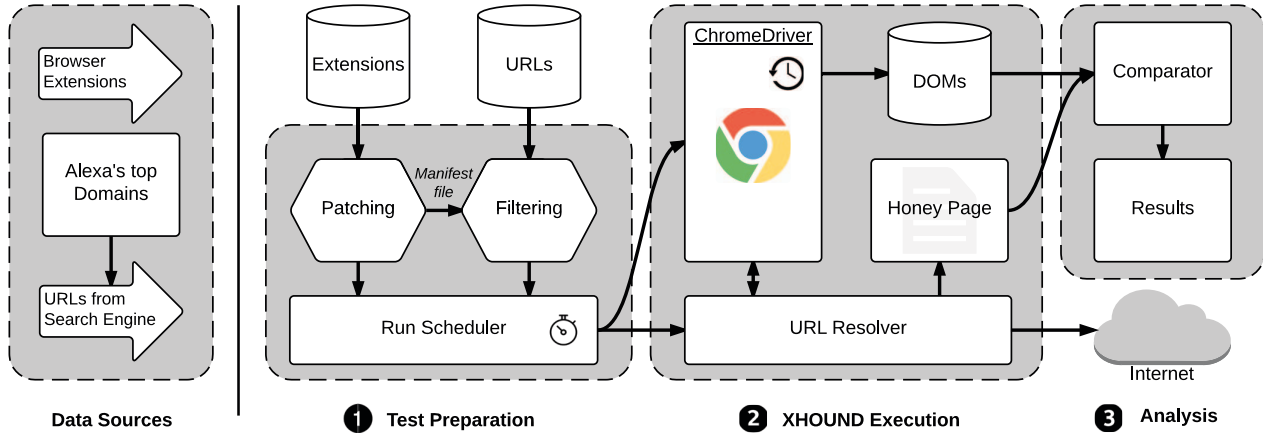 Browser
Extensions
Alexa's top
Domains
URLs from
Search Engine
Data Sources
Extensions
URLs
Patching
Manifest
file
Filtering
Run Scheduler
1 Test Preparation
ChromeDriver
DOMs
Honey Page
URL Resolver
2 XHOUND Execution
Comparator
Results
Internet
3 Analysis